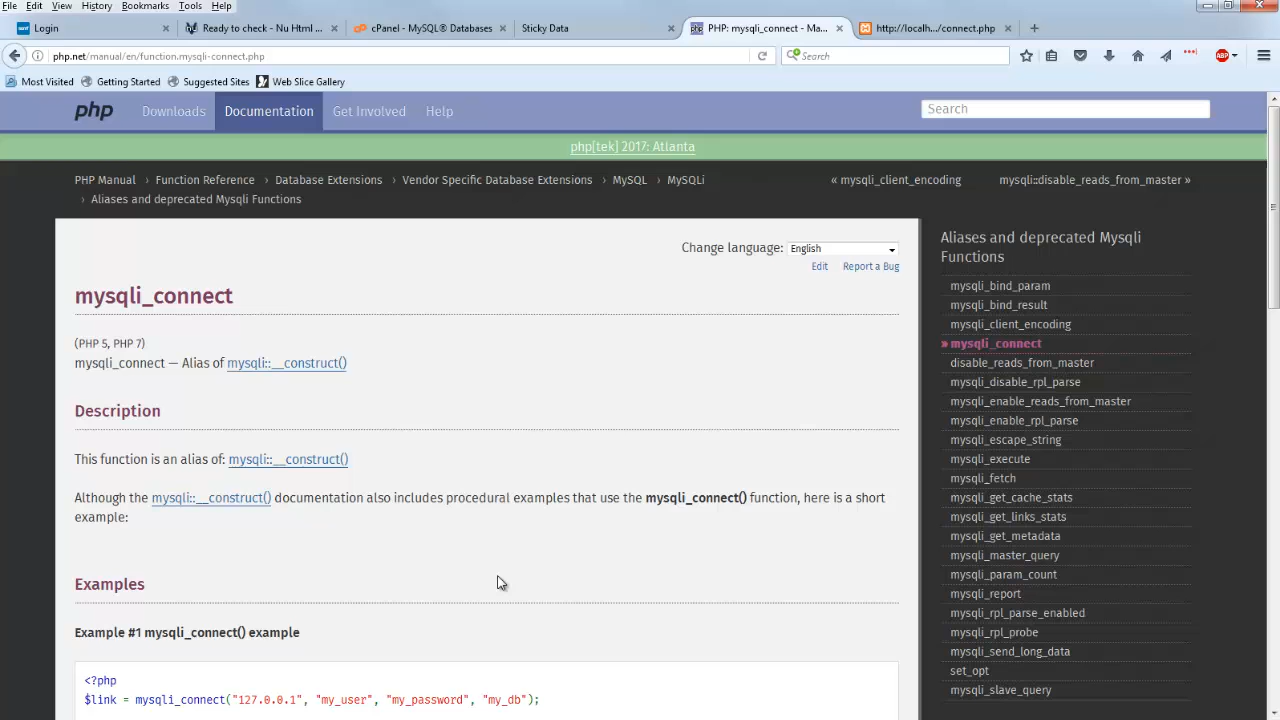 File Edit View History Bookmarks Tools Help
Login
Ready to check - Nu Html ...
cPanel - MySQL® Databases
Sticky Data
PHP: mysqli_connect - Ma...
http://localh.../connect.php
php.net/manual/en/function.mysqli-connect.php
Search
ABP
Most Visited Getting Started Suggested Sites Web Slice Gallery
php Downloads Documentation Get Involved Help
Search
php[tek] 2017: Atlanta
PHP Manual › Function Reference › Database Extensions › Vendor Specific Database Extensions › MySQL › MySQLi
› Aliases and deprecated Mysqli Functions
« mysqli_client_encoding
mysqli::disable_reads_from_master »
Change language: English
Edit Report a Bug
mysqli_connect
(PHP 5, PHP 7)
mysqli_connect — Alias of mysqli::__construct()
Description
This function is an alias of: mysqli::__construct()
Although the mysqli::__construct() documentation also includes procedural examples that use the mysqli_connect() function, here is a short
example:
Examples
Example #1 mysqli_connect() example
<?php
$link = mysqli_connect("127.0.0.1", "my_user", "my_password", "my_db");
Aliases and deprecated Mysqli
Functions
mysqli_bind_param
mysqli_bind_result
mysqli_client_encoding
» mysqli_connect
disable_reads_from_master
mysqli_disable_rpl_parse
mysqli_enable_reads_from_master
mysqli_enable_rpl_parse
mysqli_escape_string
mysqli_execute
mysqli_fetch
mysqli_get_cache_stats
mysqli_get_links_stats
mysqli_get_metadata
mysqli_master_query
mysqli_param_count
mysqli_report
mysqli_rpl_parse_enabled
mysqli_rpl_probe
mysqli_send_long_data
set_opt
mysqli_slave_query